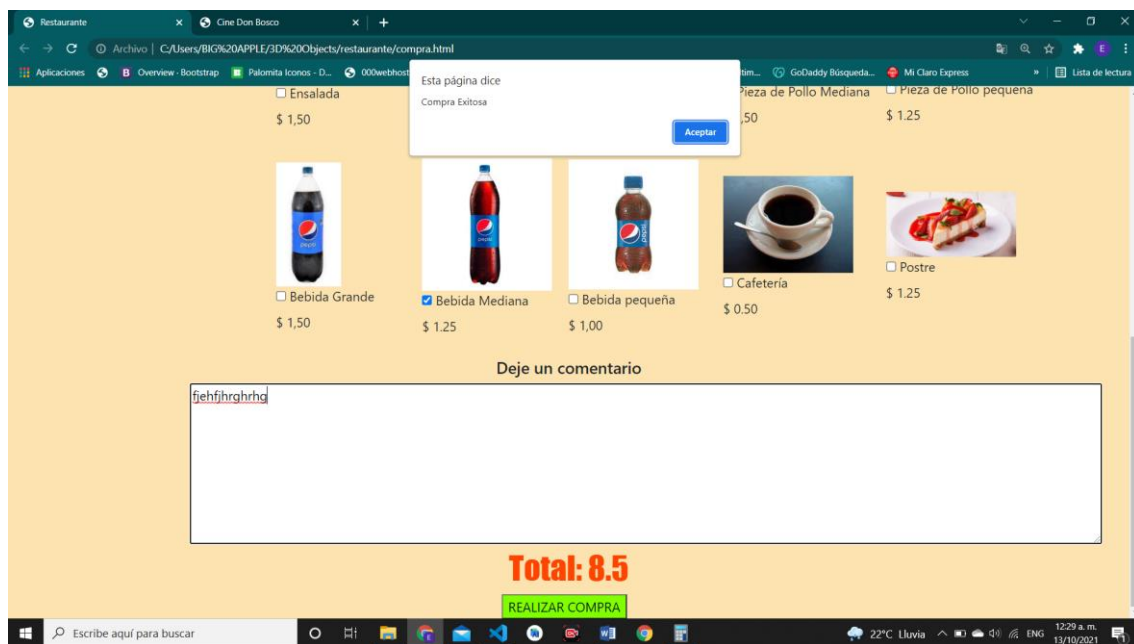 Restaurante
Cine Don Bosco
Archivo | C:/Users/BIG%20APPLE/3D%20Objects/restaurante/compra.html
Aplicaciones
Overview · Bootstrap
Palomita Iconos - D...
000webhost
GoDaddy Búsqueda...
Mi Claro Express
Lista de lectura
Esta página dice
Compra Exitosa
Aceptar
Ensalada
$ 1,50
Pieza de Pollo Mediana
,50
Pieza de Pollo pequeña
$ 1.25
pepsi
pepsi
pepsi
Bebida Grande
$ 1,50
Bebida Mediana
$ 1.25
Bebida pequeña
$ 1,00
Cafetería
$ 0.50
Postre
$ 1.25
Deje un comentario
fjehfjhrghrhg
Total: 8.5
REALIZAR COMPRA
Escribe aquí para buscar
22°C Lluvia
ENG
12:29 a. m.
13/10/2021